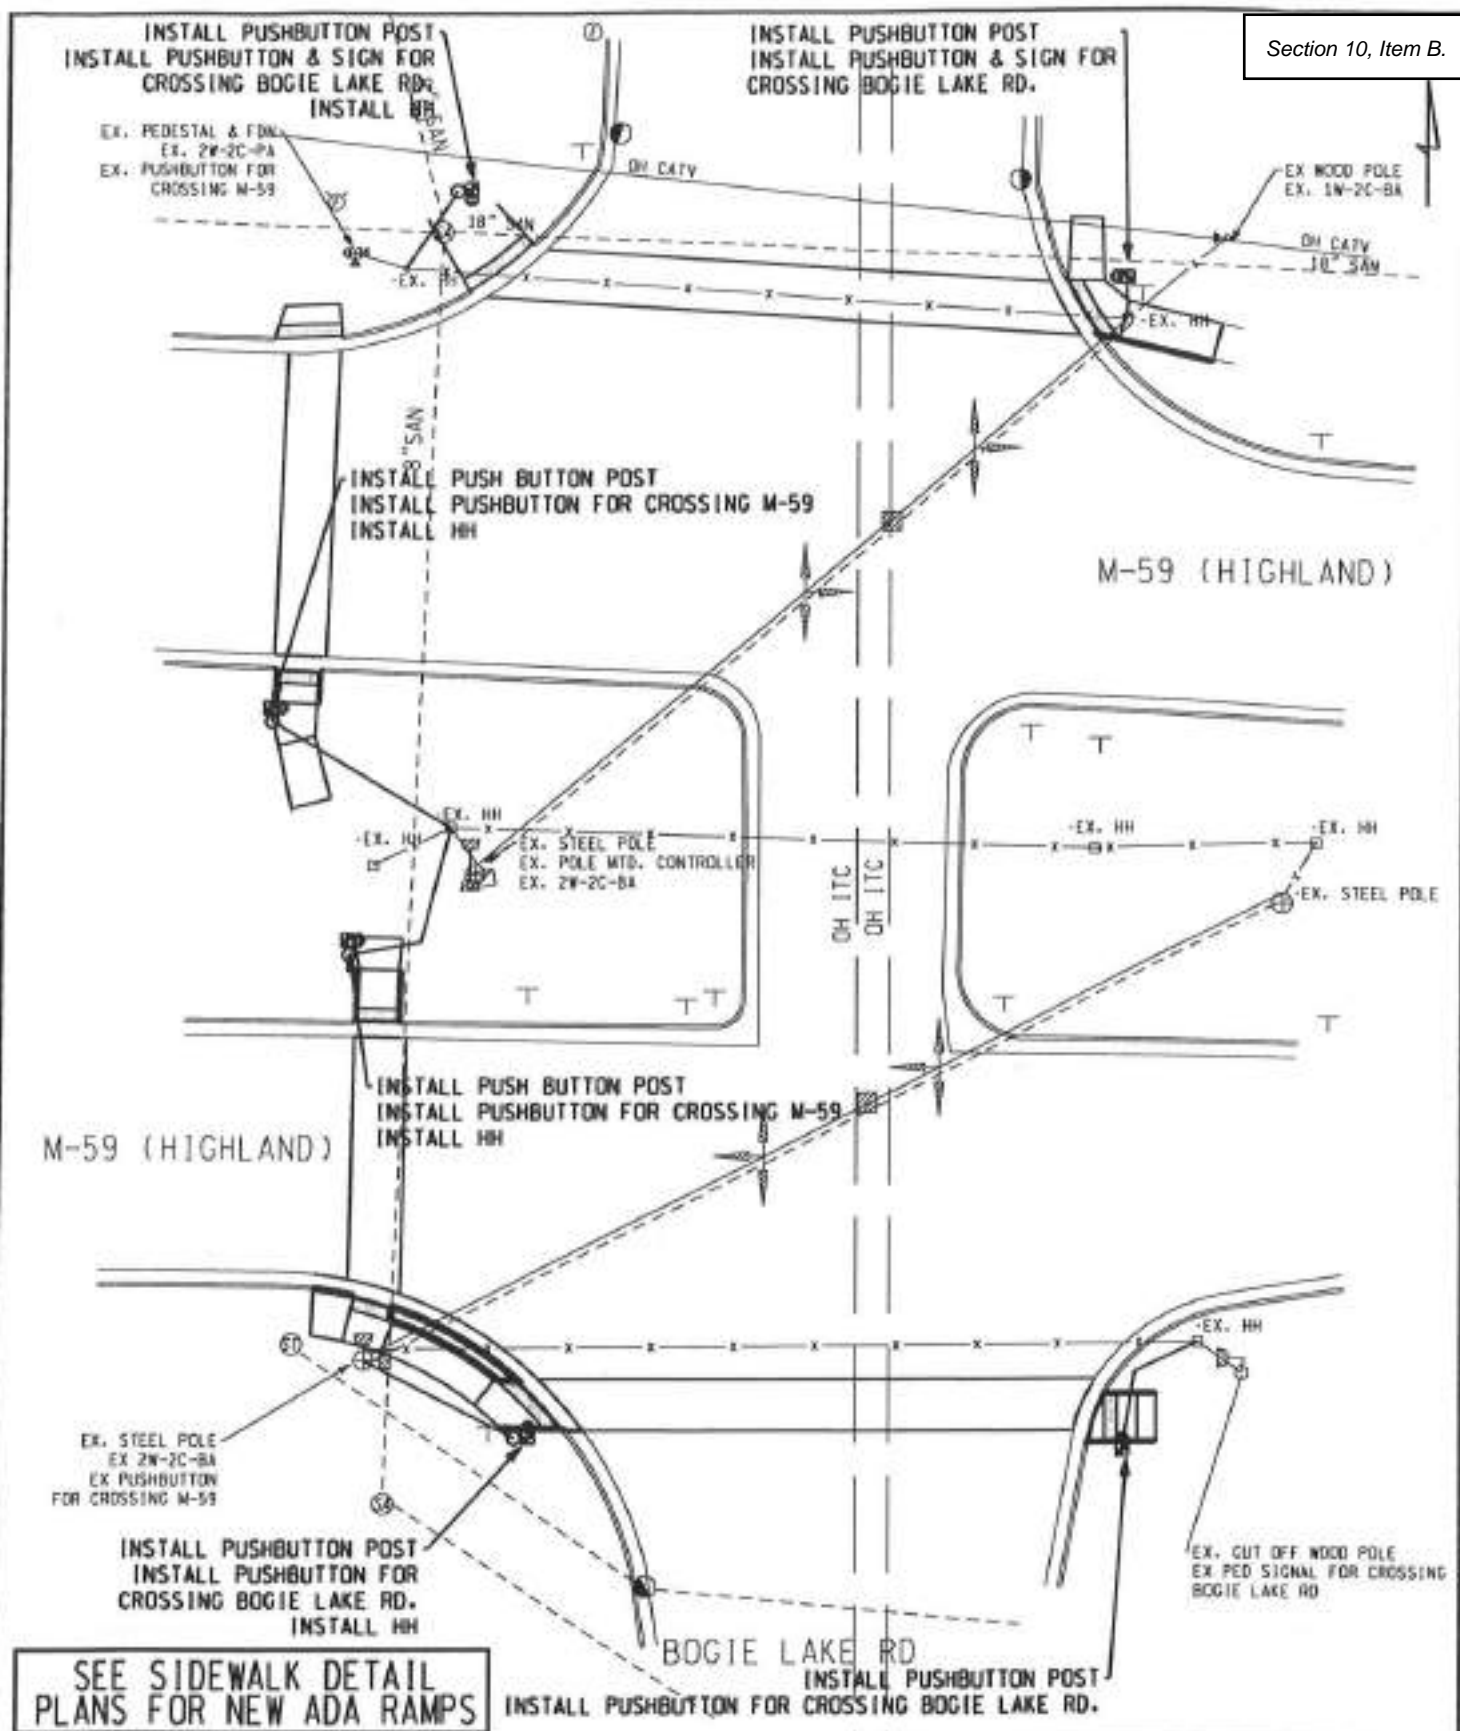 Section 10, Item B.
INSTALL PUSHBUTTON POST
INSTALL PUSHBUTTON & SIGN FOR
CROSSING BOGIE LAKE RD.
INSTALL HH
INSTALL PUSHBUTTON POST
INSTALL PUSHBUTTON & SIGN FOR
CROSSING BOGIE LAKE RD.
EX. PEDESTAL & FDN
EX. 2W-2C-PA
EX. PUSHBUTTON FOR
CROSSING M-59
SAN
OH CATV
EX WOOD POLE
EX. 1W-2C-BA
18" SAN
OH CATV
18" SAN
EX. HH
EX. HH
8"SAN
INSTALL PUSH BUTTON POST
INSTALL PUSHBUTTON FOR CROSSING M-59
INSTALL HH
M-59 (HIGHLAND)
EX. HH
EX. HH
EX. STEEL POLE
EX. POLE MTD. CONTROLLER
EX. 2W-2C-BA
EX. HH
EX. HH
OH ITC
OH ITC
EX. STEEL POLE
INSTALL PUSH BUTTON POST
INSTALL PUSHBUTTON FOR CROSSING M-59
INSTALL HH
M-59 (HIGHLAND)
EX. HH
EX. STEEL POLE
EX 2W-2C-BA
EX PUSHBUTTON
FOR CROSSING M-59
INSTALL PUSHBUTTON POST
INSTALL PUSHBUTTON FOR
CROSSING BOGIE LAKE RD.
INSTALL HH
EX. CUT OFF WOOD POLE
EX PED SIGNAL FOR CROSSING
BOGIE LAKE RD
BOGIE LAKE RD
INSTALL PUSHBUTTON POST
INSTALL PUSHBUTTON FOR CROSSING BOGIE LAKE RD.
SEE SIDEWALK DETAIL
PLANS FOR NEW ADA RAMPS